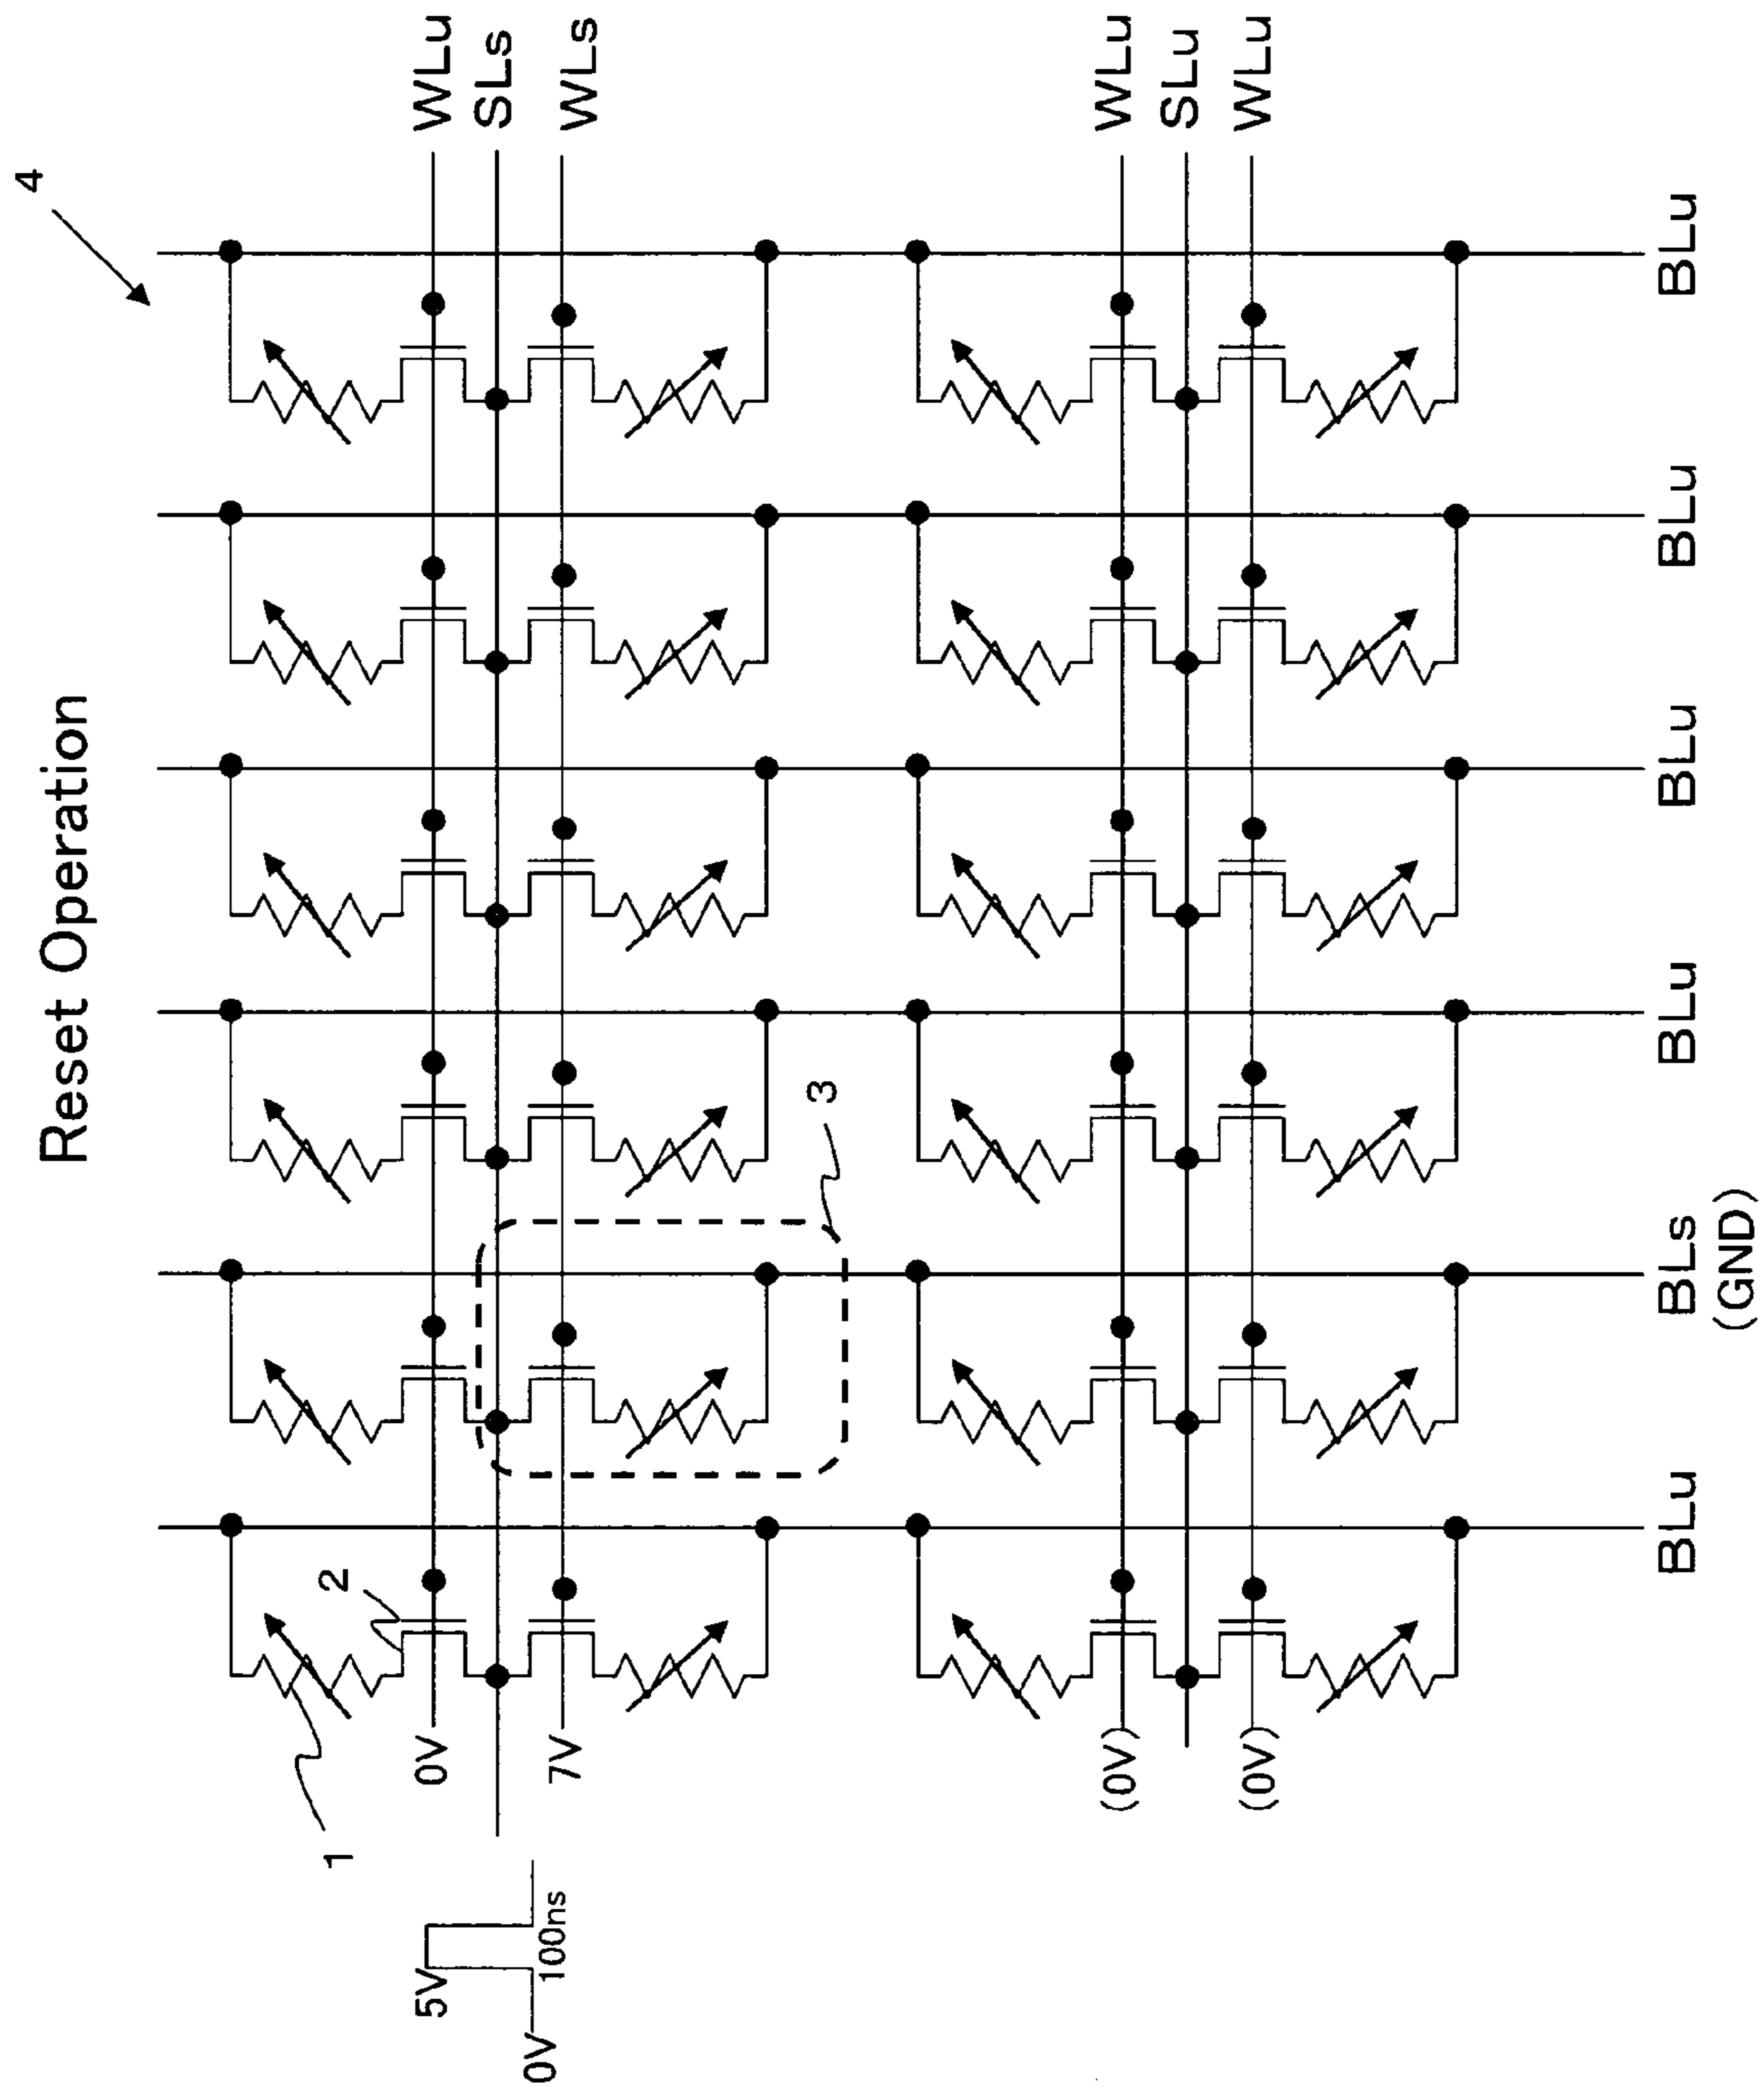 Reset Operation
4
1
2
3
WLu
SLs
WLs
WLu
SLu
WLu
0V
7V
5V
0V
100ns
(0V)
(0V)
BLu
BLs
(GND)
BLu
BLu
BLu
BLu